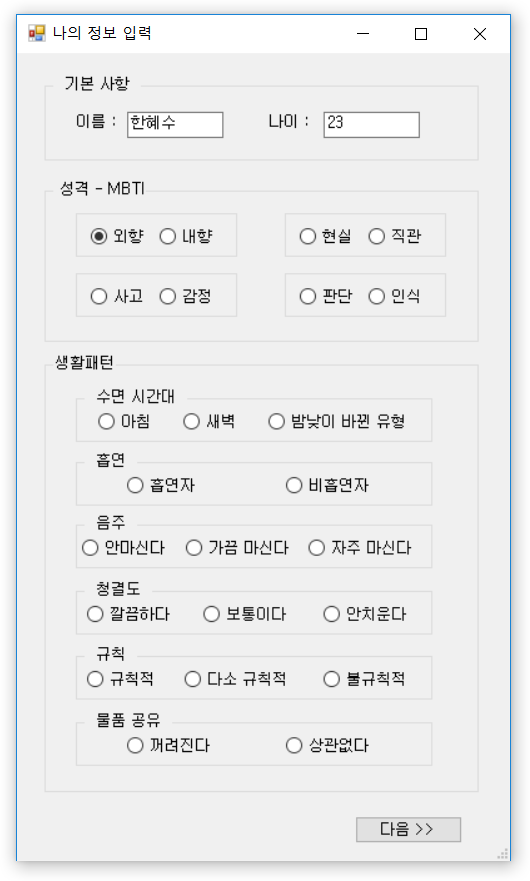 나의 정보 입력
기본 사항
이름 : 한혜수 나이 : 23
성격 - MBTI
외향 내향 현실 직관
사고 감정 판단 인식
생활패턴
수면 시간대
아침 새벽 밤낮이 바뀐 유형
흡연
흡연자 비흡연자
음주
안마신다 가끔 마신다 자주 마신다
청결도
깔끔하다 보통이다 안치운다
규칙
규칙적 다소 규칙적 불규칙적
물품 공유
꺼려진다 상관없다
다음 >>